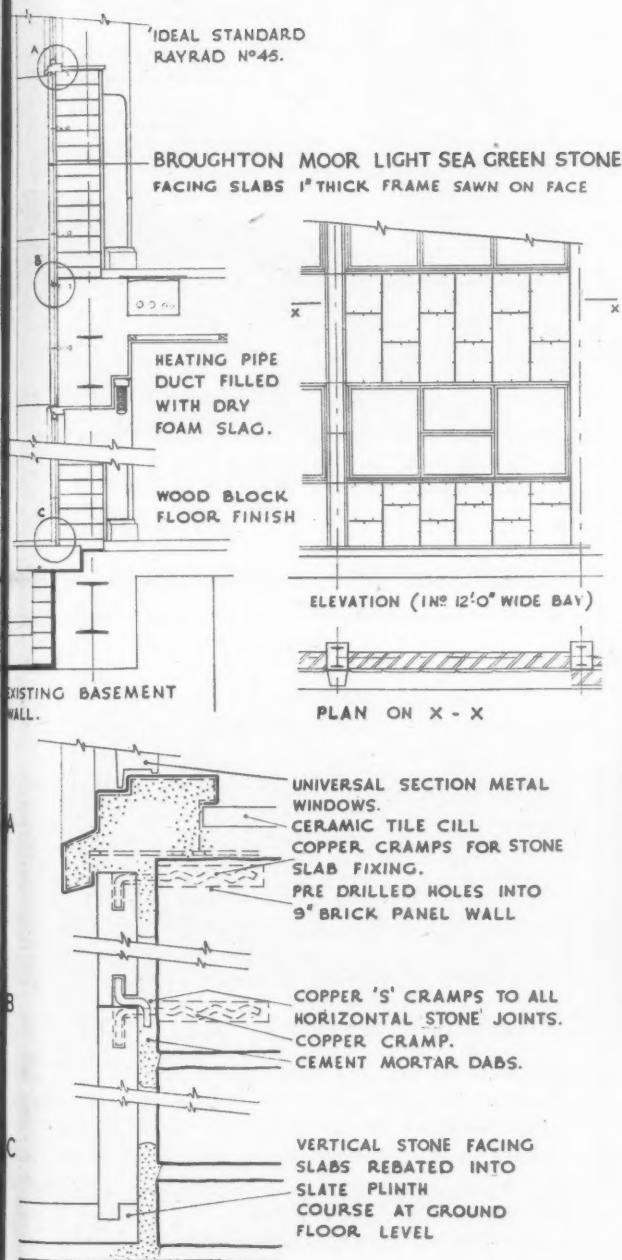 'IDEAL STANDARD
RAYRAD Nº45.
A
BROUGHTON MOOR LIGHT SEA GREEN STONE
FACING SLABS 1" THICK FRAME SAWN ON FACE
B
X
X
HEATING PIPE
DUCT FILLED
WITH DRY
FOAM SLAG.
WOOD BLOCK
FLOOR FINISH
C
ELEVATION (1Nº 12'-0" WIDE BAY)
EXISTING BASEMENT
WALL.
PLAN ON X - X
A
UNIVERSAL SECTION METAL
WINDOWS.
CERAMIC TILE CILL
COPPER CRAMPS FOR STONE
SLAB FIXING.
PRE DRILLED HOLES INTO
9" BRICK PANEL WALL
B
COPPER 'S' CRAMPS TO ALL
HORIZONTAL STONE JOINTS.
COPPER CRAMP.
CEMENT MORTAR DABS.
C
VERTICAL STONE FACING
SLABS REBATED INTO
SLATE PLINTH
COURSE AT GROUND
FLOOR LEVEL